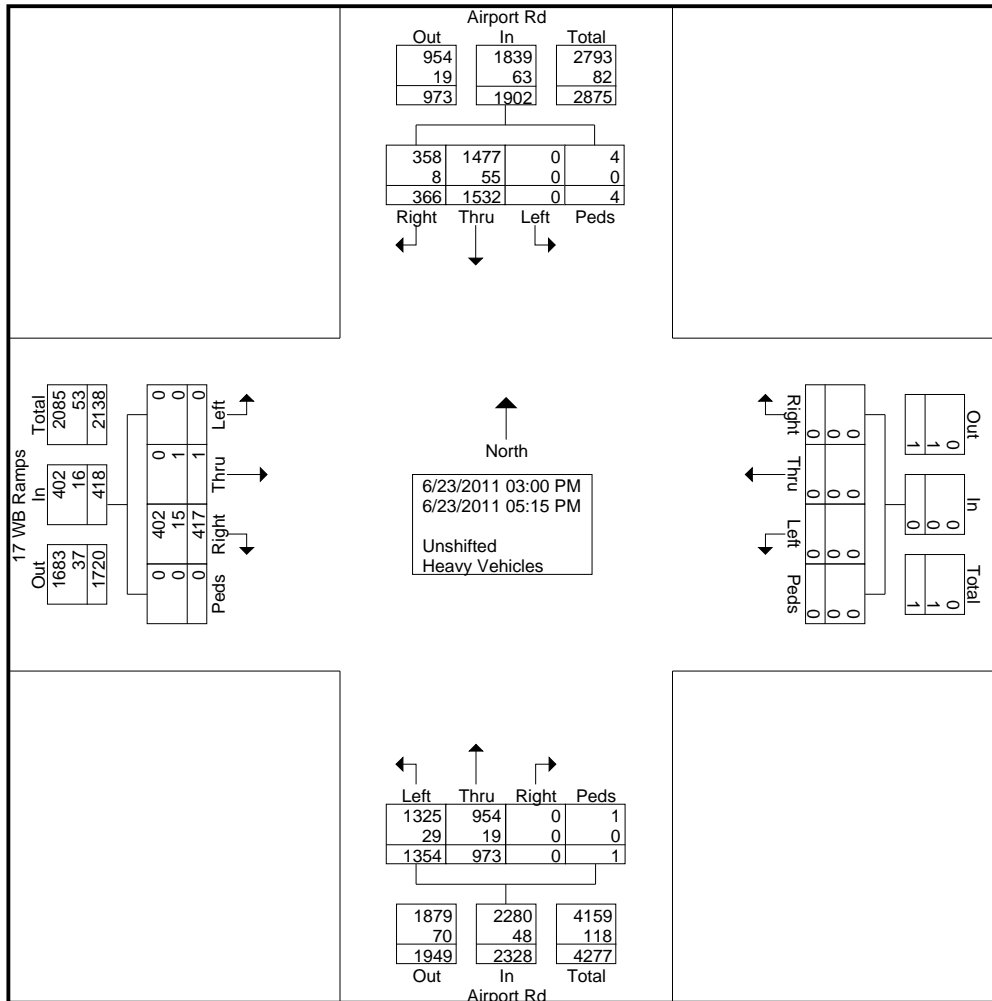 Airport Rd
Out In Total
954 1839 2793
19 63 82
973 1902 2875
358 1477 0 4
8 55 0 0
366 1532 0 4
Right Thru Left Peds
17 WB Ramps
Total In Out
2085 402 1683
53 16 37
2138 418 1720
0 0 402 0
0 1 15 0
0 1 417 0
Left Thru Right Peds
North
6/23/2011 03:00 PM
6/23/2011 05:15 PM
Unshifted
Heavy Vehicles
Right Thru Left Peds
0 0 0 0
0 0 0 0
0 0 0 0
Out In Total
0 0 0
1 0 1
1 0 1
Left Thru Right Peds
1325 954 0 1
29 19 0 0
1354 973 0 1
1879 2280 4159
70 48 118
1949 2328 4277
Out In Total
Airport Rd